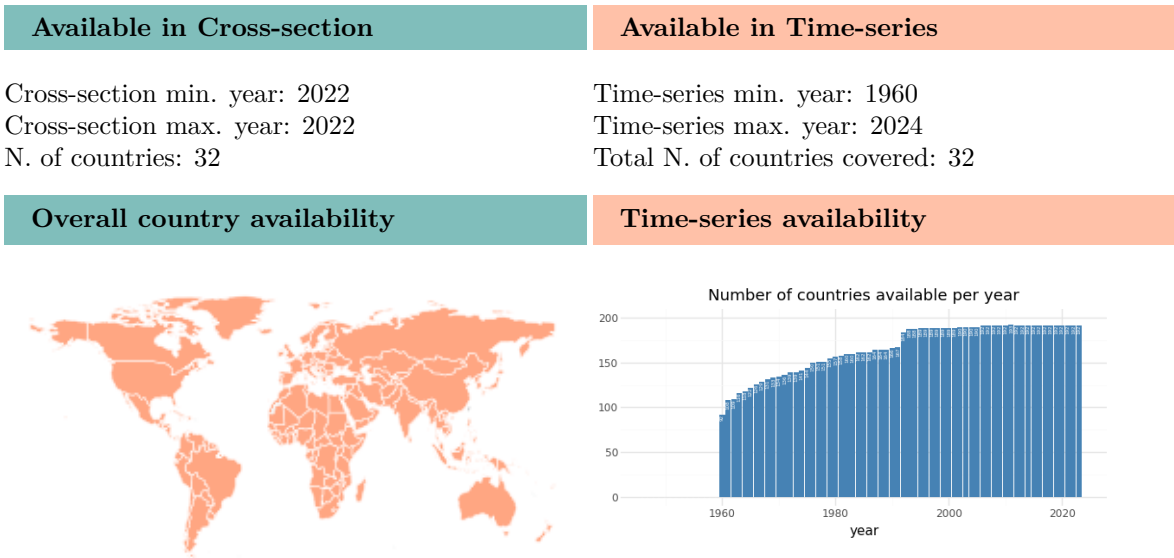 Available in Cross-section
Available in Time-series
Cross-section min. year: 2022
Cross-section max. year: 2022
N. of countries: 32
Time-series min. year: 1960
Time-series max. year: 2024
Total N. of countries covered: 32
Overall country availability
Time-series availability
Number of countries available per year
200
150
100
50
0
1960
1980
2000
2020
year